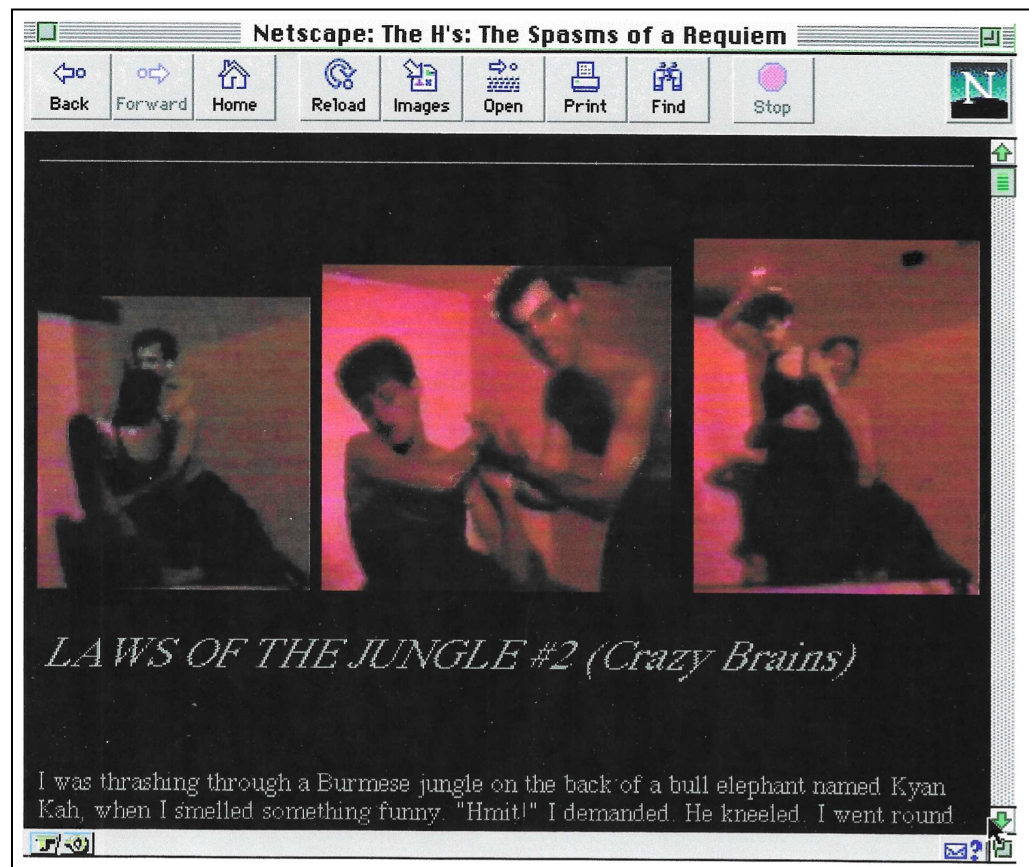 Netscape: The H's: The Spasms of a Requiem
Back Forward Home Reload Images Open Print Find Stop N
LAWS OF THE JUNGLE #2 (Crazy Brains)
I was thrashing through a Burmese jungle on the back of a bull elephant named Kyan
Kah, when I smelled something funny. "Hmit!" I demanded. He kneeled. I went round
?